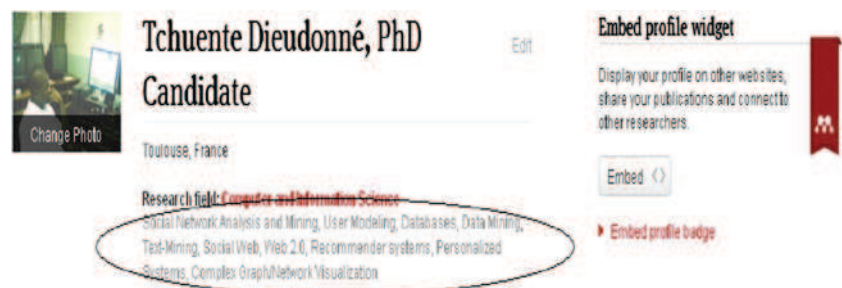 Tchuente Dieudonné, PhD
Candidate
Edit
Change Photo
Toulouse, France
Research field: Computer and Information Science
Social Network Analysis and Mining, User Modeling, Databases, Data Mining,
Text-Mining, Social Web, Web 2.0, Recommender systems, Personalized
Systems, Complex Graph/Network Visualization
Embed profile widget
Display your profile on other websites,
share your publications and connect to
other researchers.
Embed <>
Embed profile badge